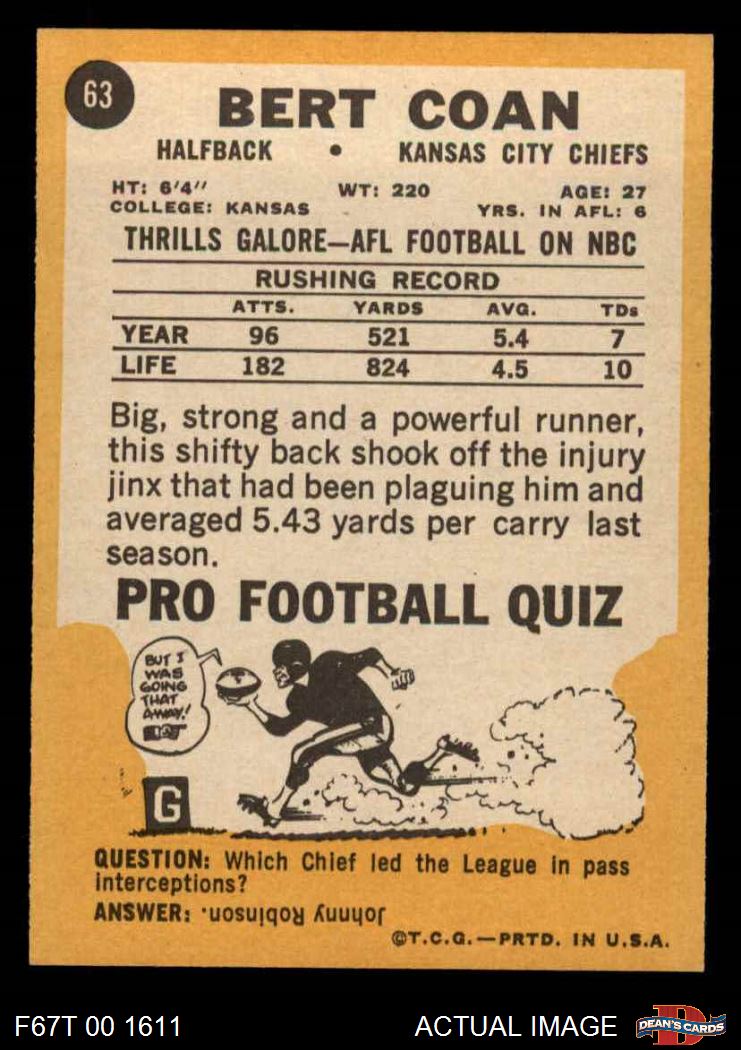 63
BERT COAN
HALFBACK • KANSAS CITY CHIEFS
HT: 6'4" WT: 220 AGE: 27
COLLEGE: KANSAS YRS. IN AFL: 6
THRILLS GALORE—AFL FOOTBALL ON NBC
RUSHING RECORD
ATTS. YARDS AVG. TDs
YEAR 96 521 5.4 7
LIFE 182 824 4.5 10
Big, strong and a powerful runner,
this shifty back shook off the injury
jinx that had been plaguing him and
averaged 5.43 yards per carry last
season.
PRO FOOTBALL QUIZ
BUT I
WAS
GOING
THAT
AWAY!
G
QUESTION: Which Chief led the League in pass
interceptions?
ANSWER: Johnny Robinson.
©T.C.G.—PRTD. IN U.S.A.
F67T 00 1611 ACTUAL IMAGE DEAN'S CARDS